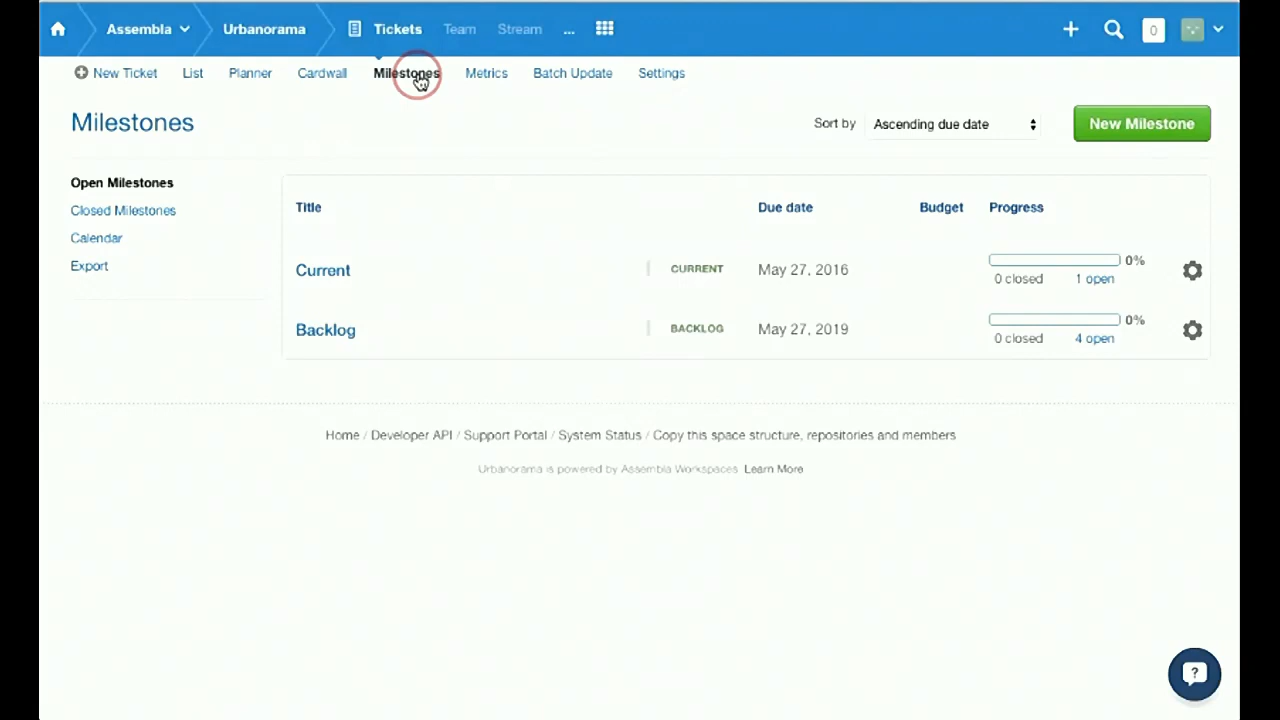 Assembla Urbanorama Tickets Team Stream ... 0
New Ticket List Planner Cardwall Milestones Metrics Batch Update Settings
Milestones
Sort by Ascending due date New Milestone
Open Milestones
Closed Milestones
Calendar
Export
Title Due date Budget Progress
Current CURRENT May 27, 2016 0%
0 closed 1 open
Backlog BACKLOG May 27, 2019 0%
0 closed 4 open
Home / Developer API / Support Portal / System Status / Copy this space structure, repositories and members
Urbanorama is powered by Assembla Workspaces. Learn More
?